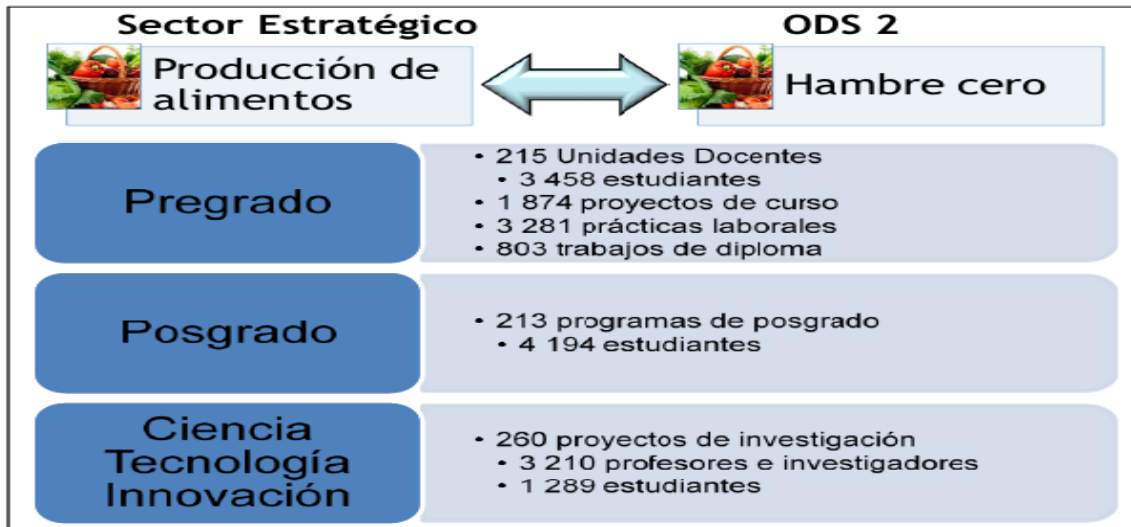 Sector Estratégico
ODS 2
Producción de
alimentos
Hambre cero
Pregrado
• 215 Unidades Docentes
• 3 458 estudiantes
• 1 874 proyectos de curso
• 3 281 prácticas laborales
• 803 trabajos de diploma
Posgrado
• 213 programas de posgrado
• 4 194 estudiantes
Ciencia
Tecnología
Innovación
• 260 proyectos de investigación
• 3 210 profesores e investigadores
• 1 289 estudiantes